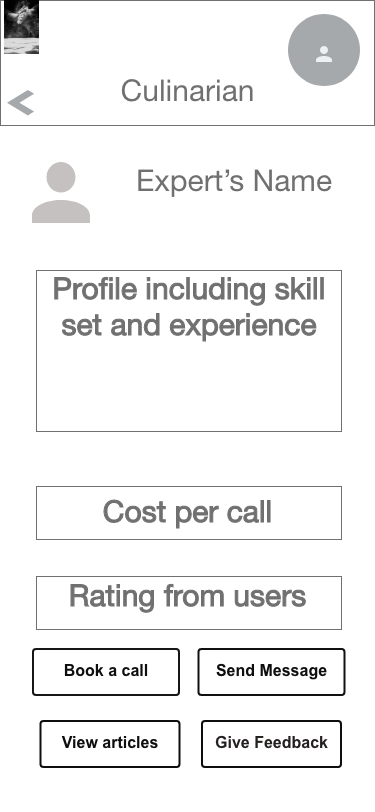 Culinarian
Expert’s Name
Profile including skill
set and experience
Cost per call
Rating from users
Book a call
Send Message
View articles
Give Feedback